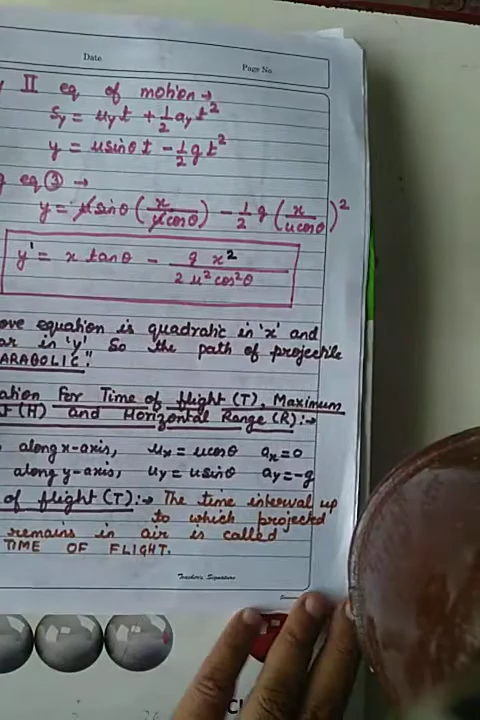 Date
Page No
II eq of motion →
Sy = uyt + 1/2 ayt²
y = usinθt - 1/2 gt²
eq ③ →
y = u sinθ (x/ucosθ) - 1/2 g (x/ucosθ)²
y = x tanθ - g x²/2u²cos²θ
ove equation is quadratic in 'x' and
ar in 'y'. So the path of projectile
ARABOLIC."
ation For Time of flight (T), Maximum
t (H) and Horizontal Range (R):→
along x-axis, ux = ucosθ ax = 0
along y-axis, uy = usinθ ay = -g
of flight (T):→ The time interval up
to which projected
remains in air is called
TIME OF FLIGHT.
Teacher's Signature